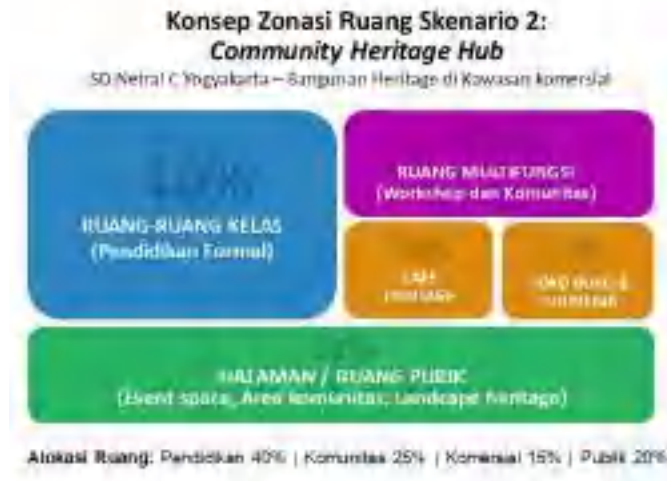 Konsep Zonasi Ruang Skenario 2:
Community Heritage Hub
SD Netral C Yogyakarta – Bangunan Heritage di Kawasan komersial
RUANG MULTIFUNGSI
(Workshop dan Komunitas)
RUANG-RUANG KELAS
(Pendidikan Formal)
HALAMAN / RUANG PUBLIK
(Event space, Area komunitas, Landscape heritage)
Alokasi Ruang: Pendidikan 40% | Komunitas 25% | Komersial 15% | Publik 20%